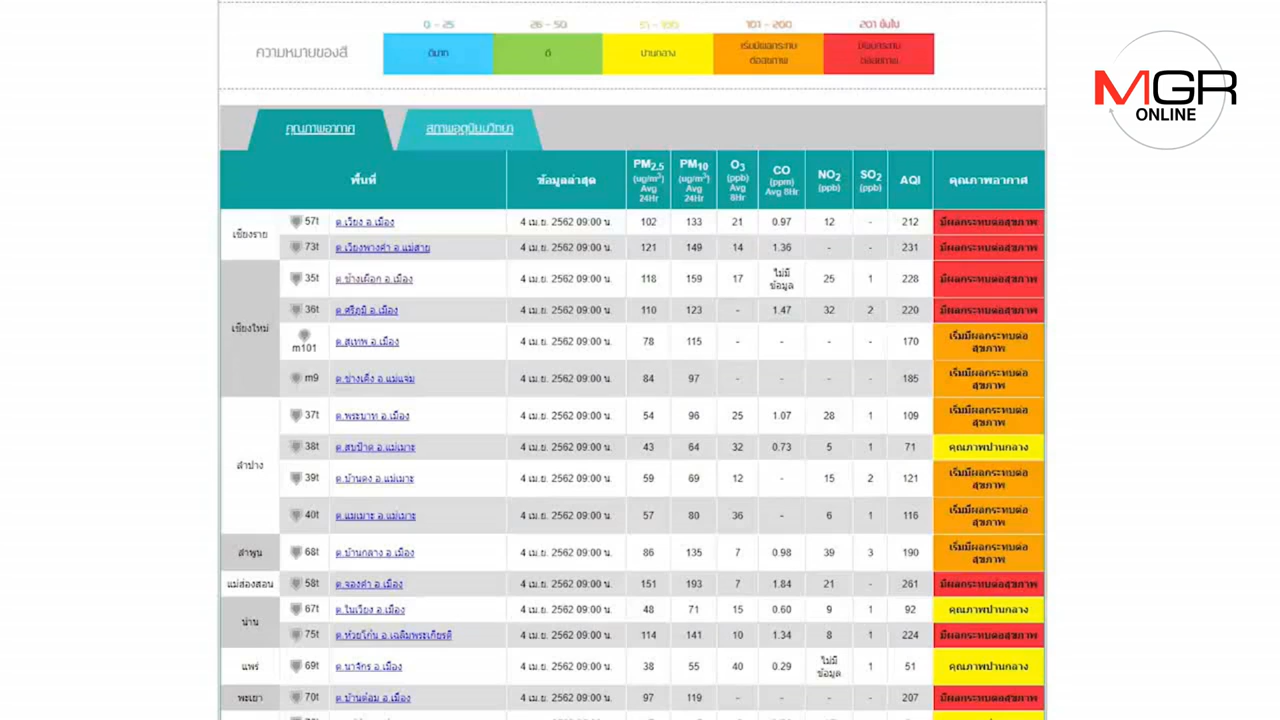 0 - 25
26 - 50
51 - 100
101 - 200
201 ขึ้นไป
ความหมายของสี
ดีมาก
ดี
ปานกลาง
เริ่มมีผลกระทบ
ต่อสุขภาพ
มีผลกระทบ
ต่อสุขภาพ
MGR
ONLINE
คุณภาพอากาศ
สภาพอุตุนิยมวิทยา
พื้นที่ ข้อมูลล่าสุด PM2.5 (ug/m3) Avg 24Hr PM10 (ug/m3) Avg 24Hr O3 (ppb) Avg 8Hr CO (ppm) Avg 8Hr NO2 (ppb) SO2 (ppb) AQI คุณภาพอากาศ
เชียงราย 57t ต.เวียง อ.เมือง 4 เม.ย. 2562 09:00 น. 102 133 21 0.97 12 - 212 มีผลกระทบต่อสุขภาพ
73t ต.เวียงพางคำ อ.แม่สาย 4 เม.ย. 2562 09:00 น. 121 149 14 1.36 - - 231 มีผลกระทบต่อสุขภาพ
เชียงใหม่ 35t ต.ช้างเผือก อ.เมือง 4 เม.ย. 2562 09:00 น. 118 159 17 ไม่มีข้อมูล 25 1 228 มีผลกระทบต่อสุขภาพ
36t ต.ศรีภูมิ อ.เมือง 4 เม.ย. 2562 09:00 น. 110 123 - 1.47 32 2 220 มีผลกระทบต่อสุขภาพ
m101 ต.สุเทพ อ.เมือง 4 เม.ย. 2562 09:00 น. 78 115 - - - - 170 เริ่มมีผลกระทบต่อสุขภาพ
m9 ต.ช่างเคิ่ง อ.แม่แจ่ม 4 เม.ย. 2562 09:00 น. 84 97 - - - - 185 เริ่มมีผลกระทบต่อสุขภาพ
ลำปาง 37t ต.พระบาท อ.เมือง 4 เม.ย. 2562 09:00 น. 54 96 25 1.07 28 1 109 เริ่มมีผลกระทบต่อสุขภาพ
38t ต.สบป้าด อ.แม่เมาะ 4 เม.ย. 2562 09:00 น. 43 64 32 0.73 5 1 71 คุณภาพปานกลาง
39t ต.บ้านดง อ.แม่เมาะ 4 เม.ย. 2562 09:00 น. 59 69 12 - 15 2 121 เริ่มมีผลกระทบต่อสุขภาพ
40t ต.แม่เมาะ อ.แม่เมาะ 4 เม.ย. 2562 09:00 น. 57 80 36 - 6 1 116 เริ่มมีผลกระทบต่อสุขภาพ
ลำพูน 68t ต.บ้านกลาง อ.เมือง 4 เม.ย. 2562 09:00 น. 86 135 7 0.98 39 3 190 เริ่มมีผลกระทบต่อสุขภาพ
แม่ฮ่องสอน 58t ต.จองคำ อ.เมือง 4 เม.ย. 2562 09:00 น. 151 193 7 1.84 21 - 261 มีผลกระทบต่อสุขภาพ
น่าน 67t ต.ในเวียง อ.เมือง 4 เม.ย. 2562 09:00 น. 48 71 15 0.60 9 1 92 คุณภาพปานกลาง
75t ต.ห้วยโก๋น อ.เฉลิมพระเกียรติ 4 เม.ย. 2562 09:00 น. 114 141 10 1.34 8 1 224 มีผลกระทบต่อสุขภาพ
แพร่ 69t ต.นาจักร อ.เมือง 4 เม.ย. 2562 09:00 น. 38 55 40 0.29 ไม่มีข้อมูล 1 51 คุณภาพปานกลาง
พะเยา 70t ต.บ้านต๋อม อ.เมือง 4 เม.ย. 2562 09:00 น. 97 119 - - - - 207 มีผลกระทบต่อสุขภาพ